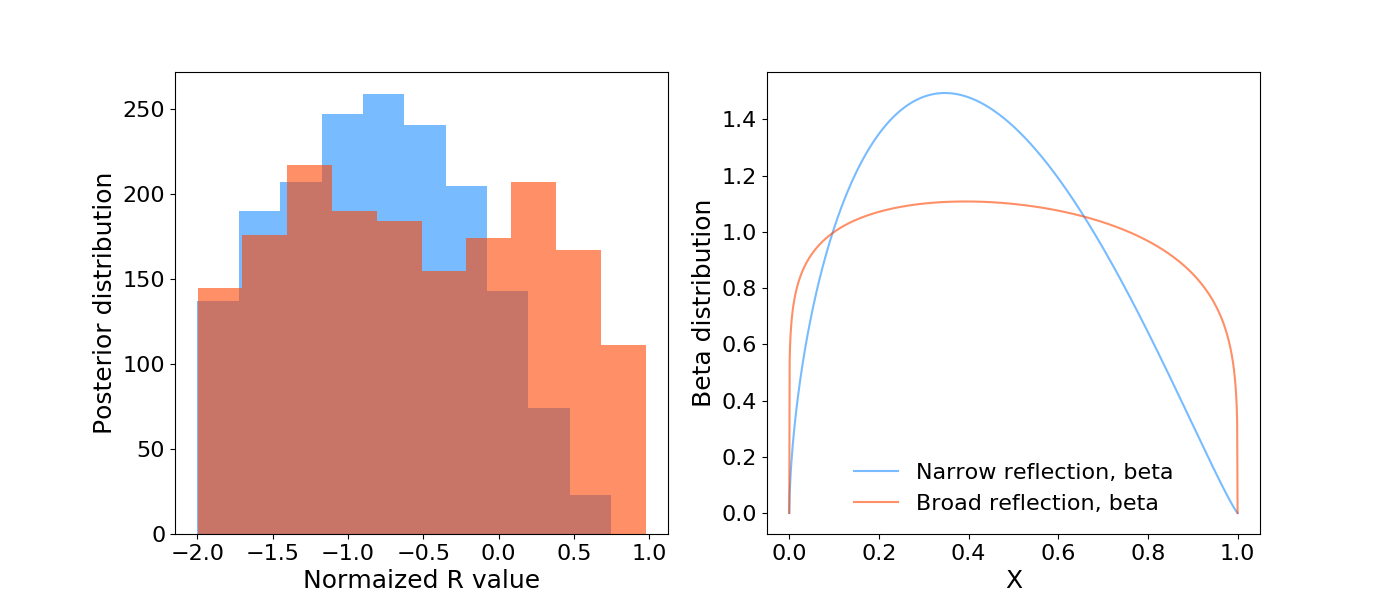 250
200
150
100
50
0
−2.0 −1.5 −1.0 −0.5 0.0 0.5 1.0
Posterior distribution
Normaized R value
1.4
1.2
1.0
0.8
0.6
0.4
0.2
0.0
0.0 0.2 0.4 0.6 0.8 1.0
Beta distribution
X
Narrow reflection, beta
Broad reflection, beta